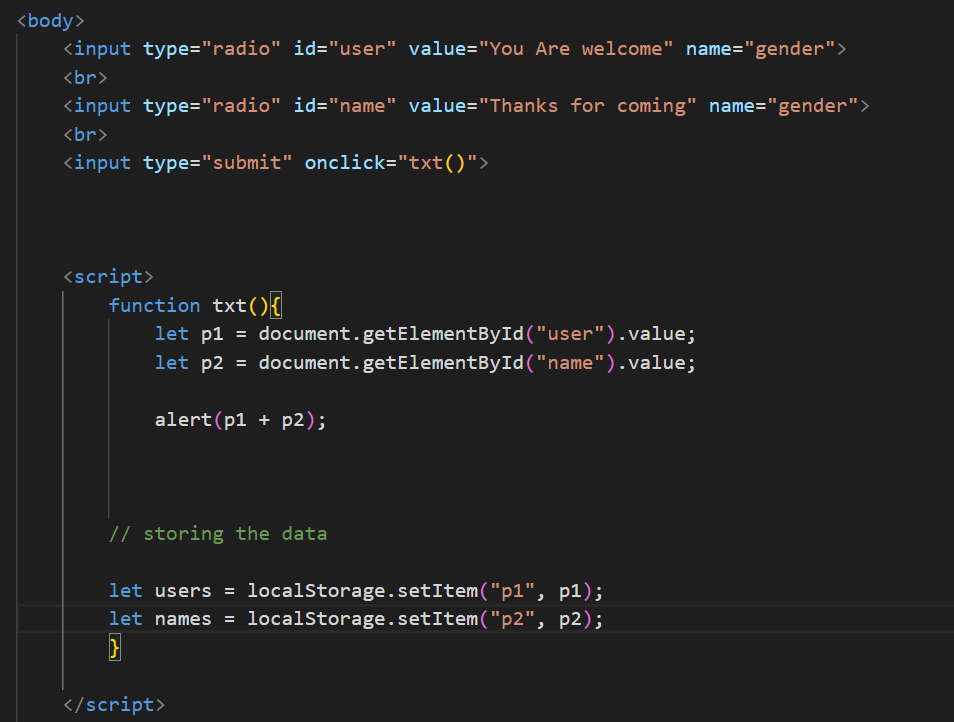 <body>
<input type="radio" id="user" value="You Are welcome" name="gender">
<br>
<input type="radio" id="name" value="Thanks for coming" name="gender">
<br>
<input type="submit" onclick="txt()">
<script>
function txt(){
let p1 = document.getElementById("user").value;
let p2 = document.getElementById("name").value;
alert(p1 + p2);
// storing the data
let users = localStorage.setItem("p1", p1);
let names = localStorage.setItem("p2", p2);
}
</script>